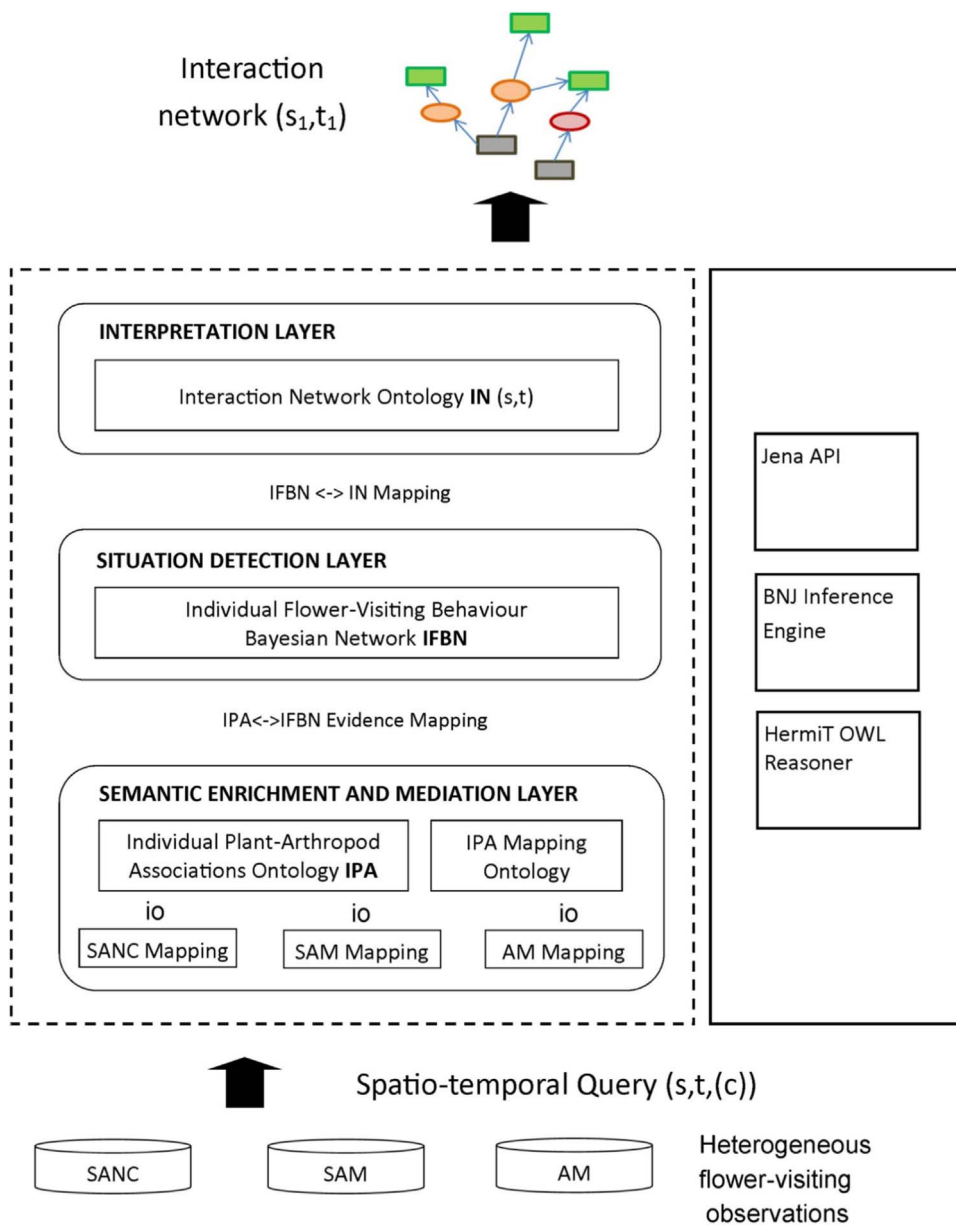 Interaction
network (s₁,t₁)
INTERPRETATION LAYER
Interaction Network Ontology IN (s,t)
IFBN <-> IN Mapping
SITUATION DETECTION LAYER
Individual Flower-Visiting Behaviour
Bayesian Network IFBN
IPA<->IFBN Evidence Mapping
SEMANTIC ENRICHMENT AND MEDIATION LAYER
Individual Plant-Arthropod
Associations Ontology IPA
IPA Mapping
Ontology
io
io
io
SANC Mapping
SAM Mapping
AM Mapping
Jena API
BNJ Inference
Engine
HermiT OWL
Reasoner
Spatio-temporal Query (s,t,(c))
SANC
SAM
AM
Heterogeneous
flower-visiting
observations